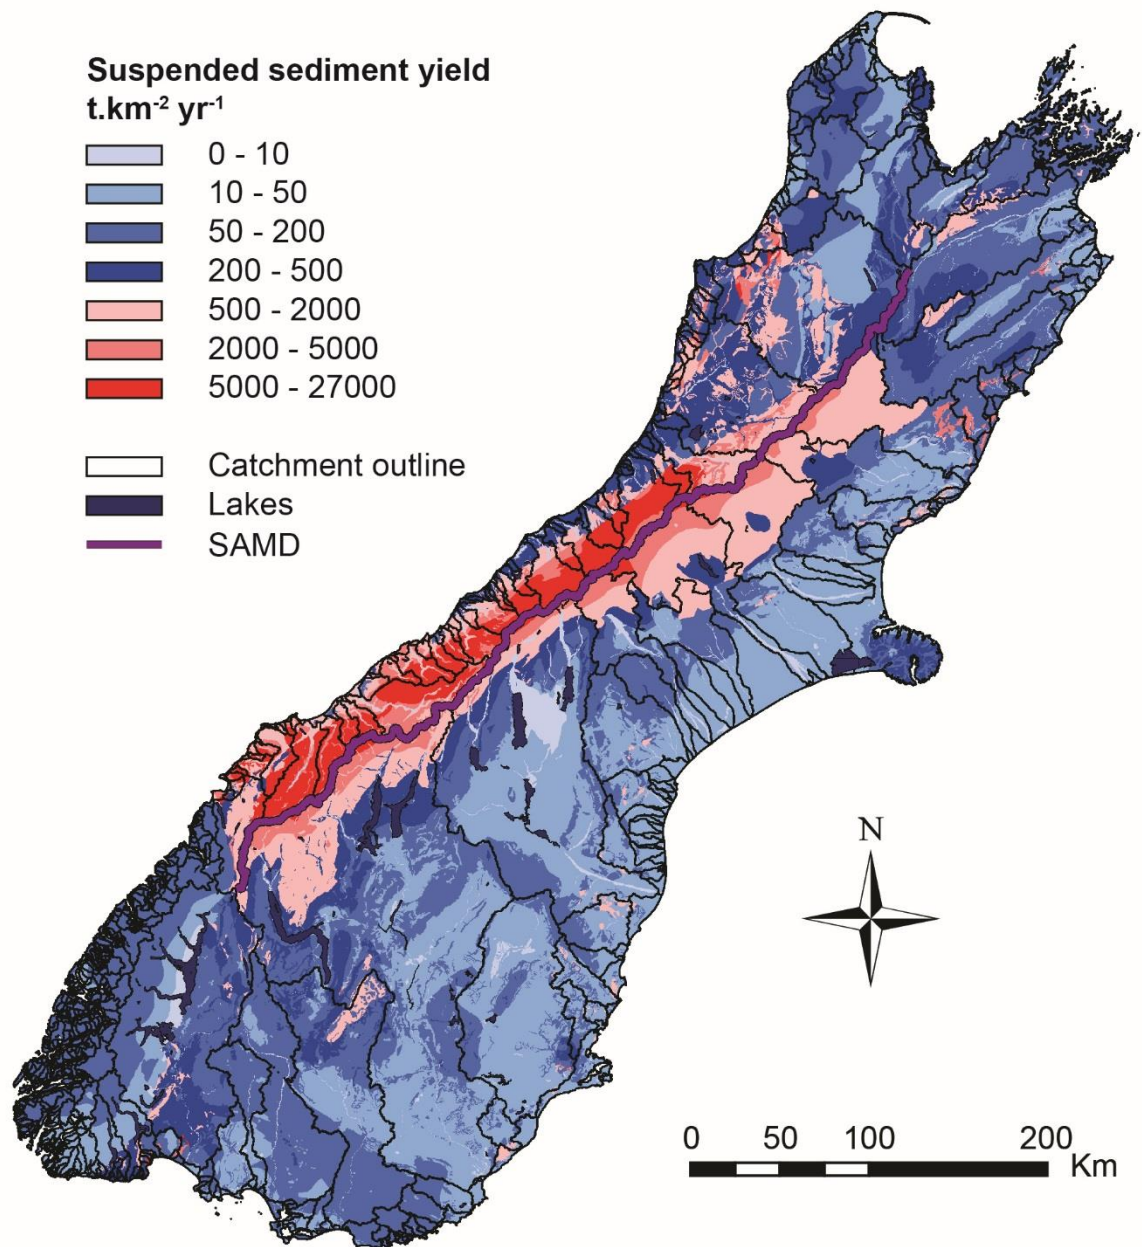 Suspended sediment yield
t.km⁻² yr⁻¹
0 - 10
10 - 50
50 - 200
200 - 500
500 - 2000
2000 - 5000
5000 - 27000
Catchment outline
Lakes
SAMD
N
0 50 100 200
Km